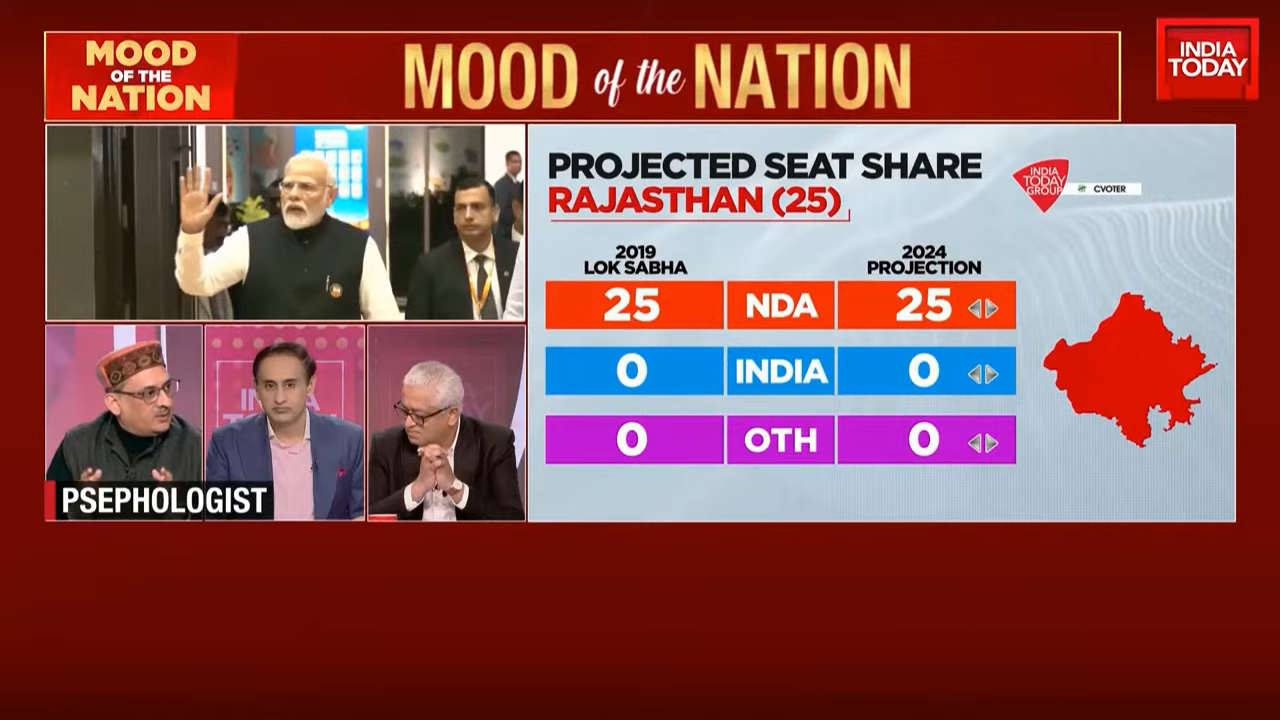 MOOD
OF THE
NATION
MOOD of the NATION
INDIA
TODAY
PROJECTED SEAT SHARE
RAJASTHAN (25)
INDIA
TODAY
GROUP
CVOTER
2019
LOK SABHA
2024
PROJECTION
25 NDA 25
0 INDIA 0
0 OTH 0
PSEPHOLOGIST